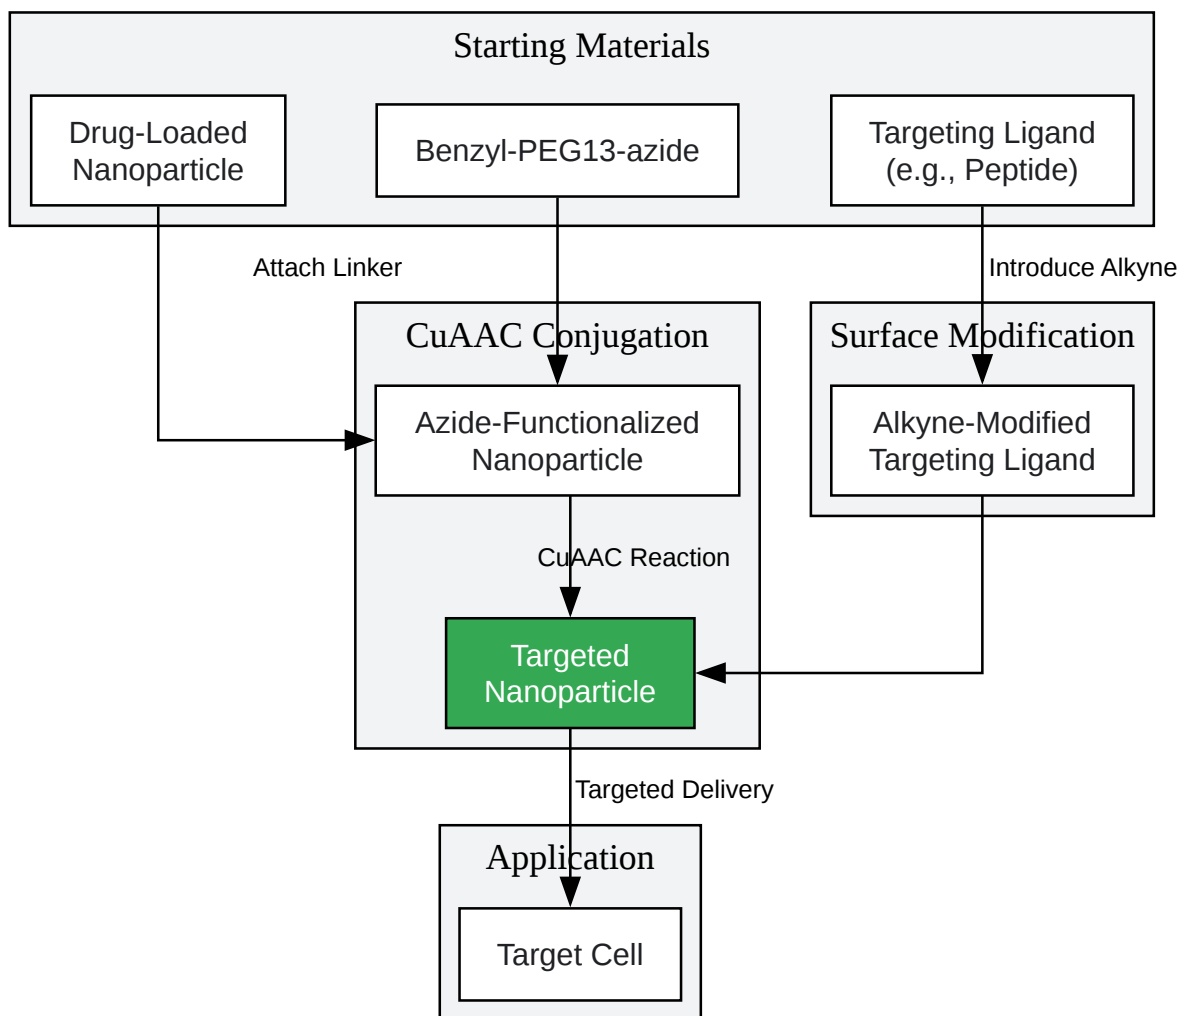 Starting Materials
Drug-Loaded
Nanoparticle
Benzyl-PEG13-azide
Targeting Ligand
(e.g., Peptide)
Attach Linker
Introduce Alkyne
CuAAC Conjugation
Surface Modification
Azide-Functionalized
Nanoparticle
Alkyne-Modified
Targeting Ligand
CuAAC Reaction
Targeted
Nanoparticle
Targeted Delivery
Application
Target Cell